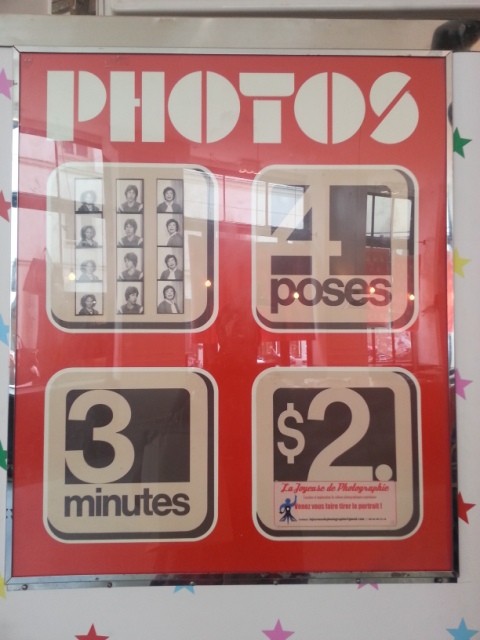 PHOTOS
4
poses
3
minutes
$2.
La Joyeuse de Photographie
Venez vous faire tirer le portrait !